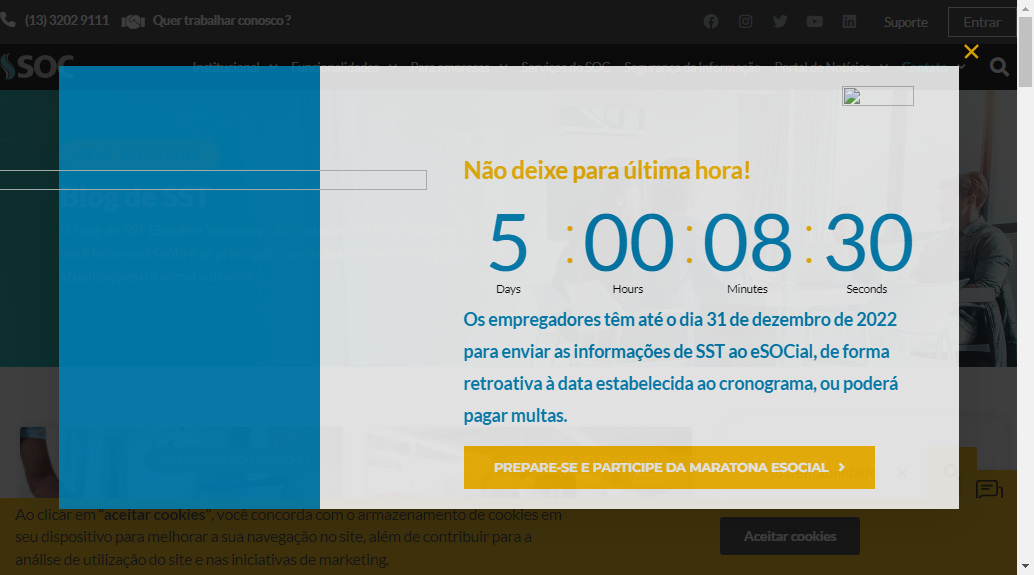 (13) 3202 9111 Quer trabalhar conosco ? Suporte Entrar
SOC Institucional Funcionalidades Para empresas Serviços do SOC Segurança da Informação Portal de Notícias Contato
Não deixe para última hora!
Blog de SST
5 : 00 : 08 : 30
Days Hours Minutes Seconds
Os empregadores têm até o dia 31 de dezembro de 2022
para enviar as informações de SST ao eSOCial, de forma
retroativa à data estabelecida ao cronograma, ou poderá
pagar multas.
PREPARE-SE E PARTICIPE DA MARATONA ESOCIAL
Ao clicar em "aceitar cookies", você concorda com o armazenamento de cookies em
seu dispositivo para melhorar a sua navegação no site, além de contribuir para a
análise de utilização do site e nas iniciativas de marketing.
Aceitar cookies